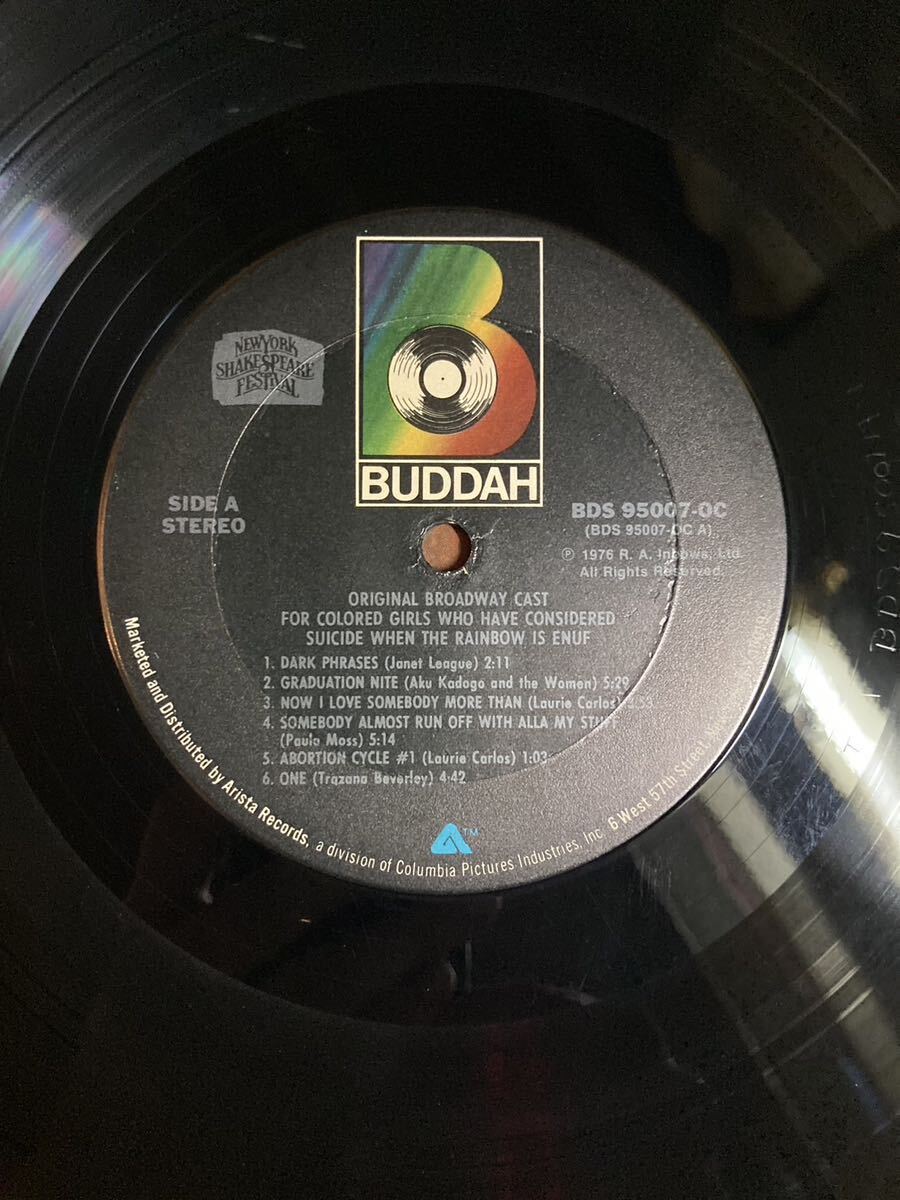 NEW YORK
SHAKESPEARE
FESTIVAL
BUDDAH
SIDE A
STEREO
BDS 95007-OC
(BDS 95007-OC A)
℗ 1976 R. A. Inbows, Ltd.
All Rights Reserved.
ORIGINAL BROADWAY CAST
FOR COLORED GIRLS WHO HAVE CONSIDERED
SUICIDE WHEN THE RAINBOW IS ENUF
1. DARK PHRASES (Janet League) 2:11
2. GRADUATION NITE (Aku Kadogo and the Women) 5:29
3. NOW I LOVE SOMEBODY MORE THAN (Laurie Carlos)
4. SOMEBODY ALMOST RUN OFF WITH ALLA MY STUFF
(Paula Moss) 5:14
5. ABORTION CYCLE #1 (Laurie Carlos) 1:03
6. ONE (Trazana Beverley) 4:42
TM
Marketed and Distributed by Arista Records, a division of Columbia Pictures Industries, Inc. 6 West 57th Street,